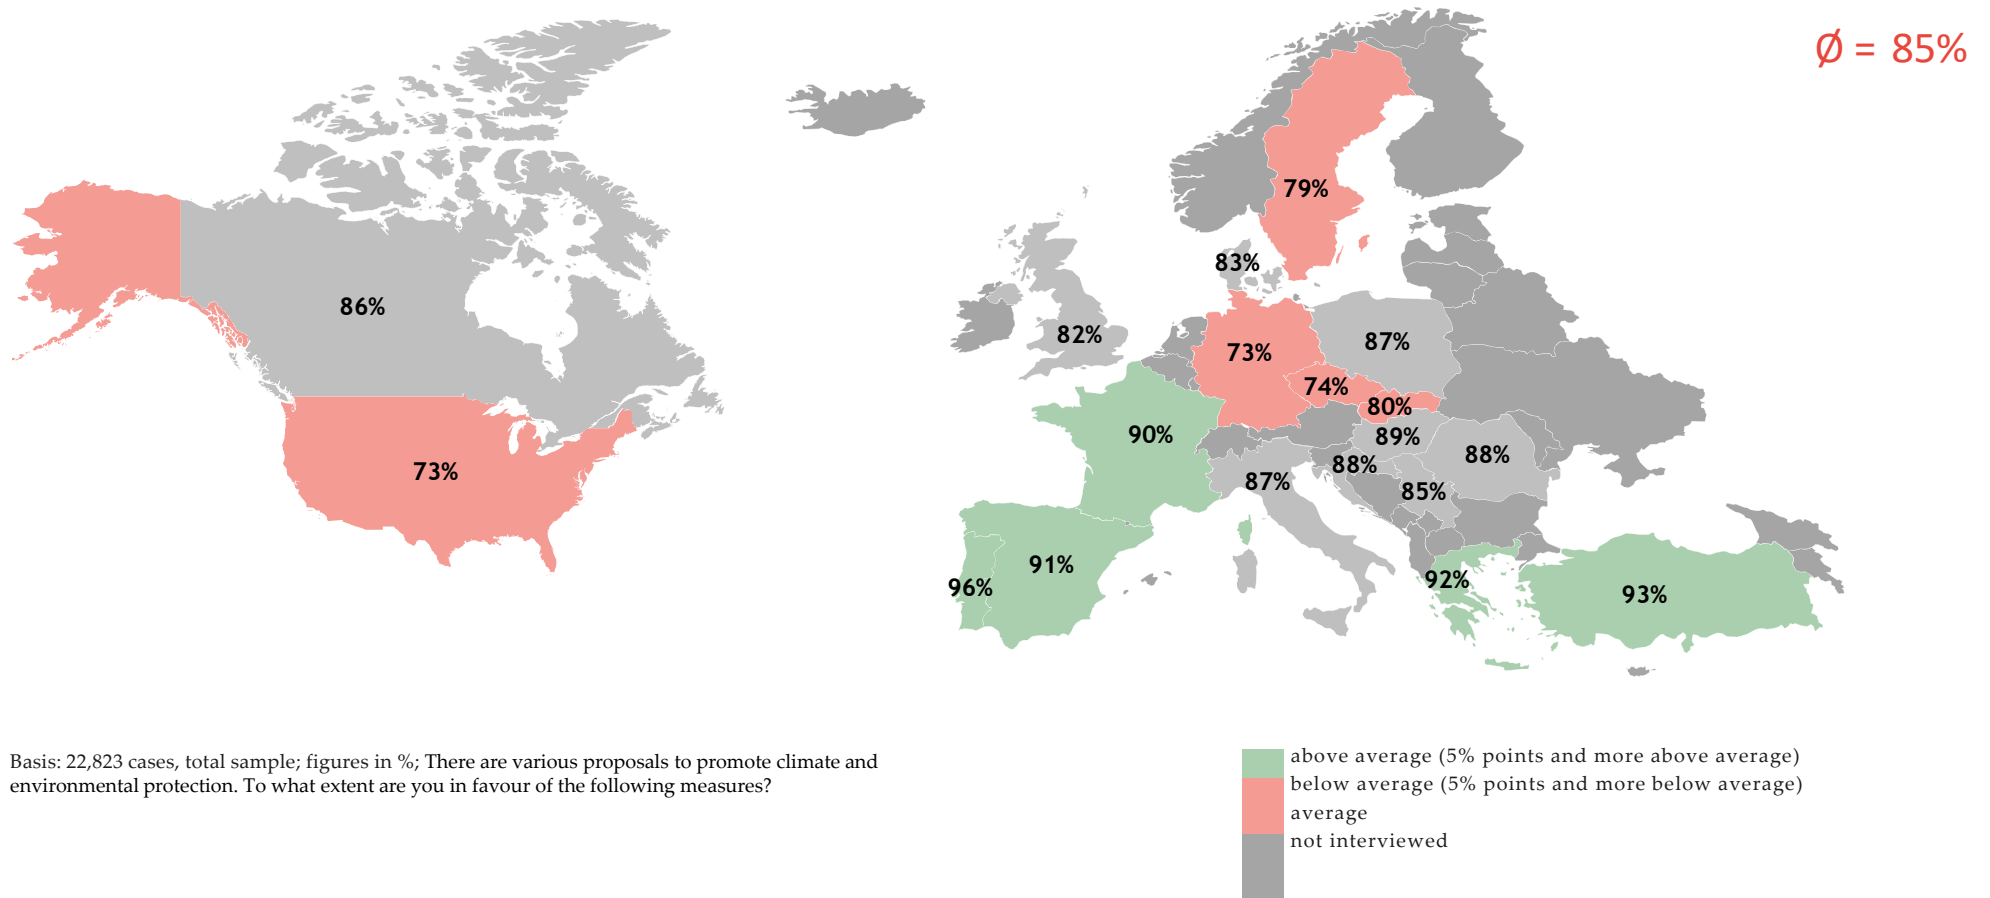 Ø = 85%
79%
83%
86%
82%
87%
73%
74%
80%
90%
89%
88%
88%
73%
87%
85%
91%
92%
96%
93%
Basis: 22,823 cases, total sample; figures in %; There are various proposals to promote climate and
environmental protection. To what extent are you in favour of the following measures?
above average (5% points and more above average)
below average (5% points and more below average)
average
not interviewed